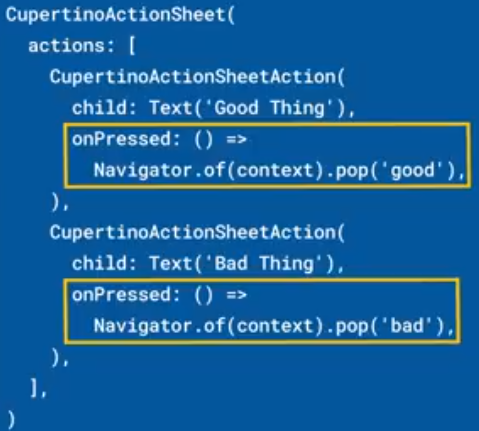 CupertinoActionSheet(
  actions: [
    CupertinoActionSheetAction(
      child: Text('Good Thing'),
      onPressed: () =>
        Navigator.of(context).pop('good'),
    ),
    CupertinoActionSheetAction(
      child: Text('Bad Thing'),
      onPressed: () =>
        Navigator.of(context).pop('bad'),
    ),
  ],
)